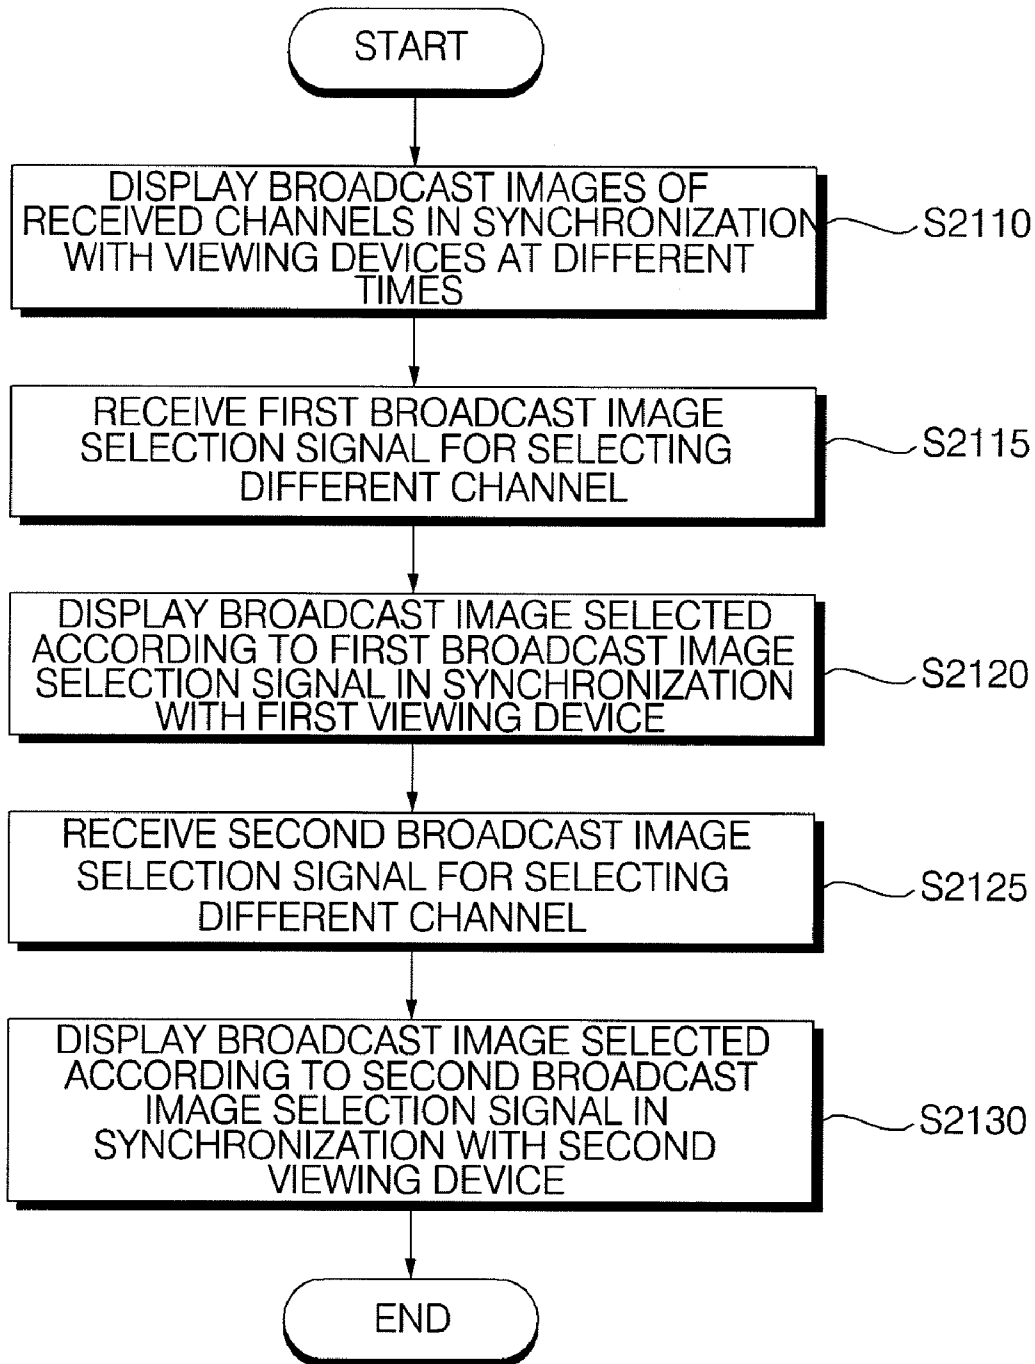 START
DISPLAY BROADCAST IMAGES OF
RECEIVED CHANNELS IN SYNCHRONIZATION
WITH VIEWING DEVICES AT DIFFERENT
TIMES
S2110
RECEIVE FIRST BROADCAST IMAGE
SELECTION SIGNAL FOR SELECTING
DIFFERENT CHANNEL
S2115
DISPLAY BROADCAST IMAGE SELECTED
ACCORDING TO FIRST BROADCAST IMAGE
SELECTION SIGNAL IN SYNCHRONIZATION
WITH FIRST VIEWING DEVICE
S2120
RECEIVE SECOND BROADCAST IMAGE
SELECTION SIGNAL FOR SELECTING
DIFFERENT CHANNEL
S2125
DISPLAY BROADCAST IMAGE SELECTED
ACCORDING TO SECOND BROADCAST
IMAGE SELECTION SIGNAL IN
SYNCHRONIZATION WITH SECOND
VIEWING DEVICE
S2130
END